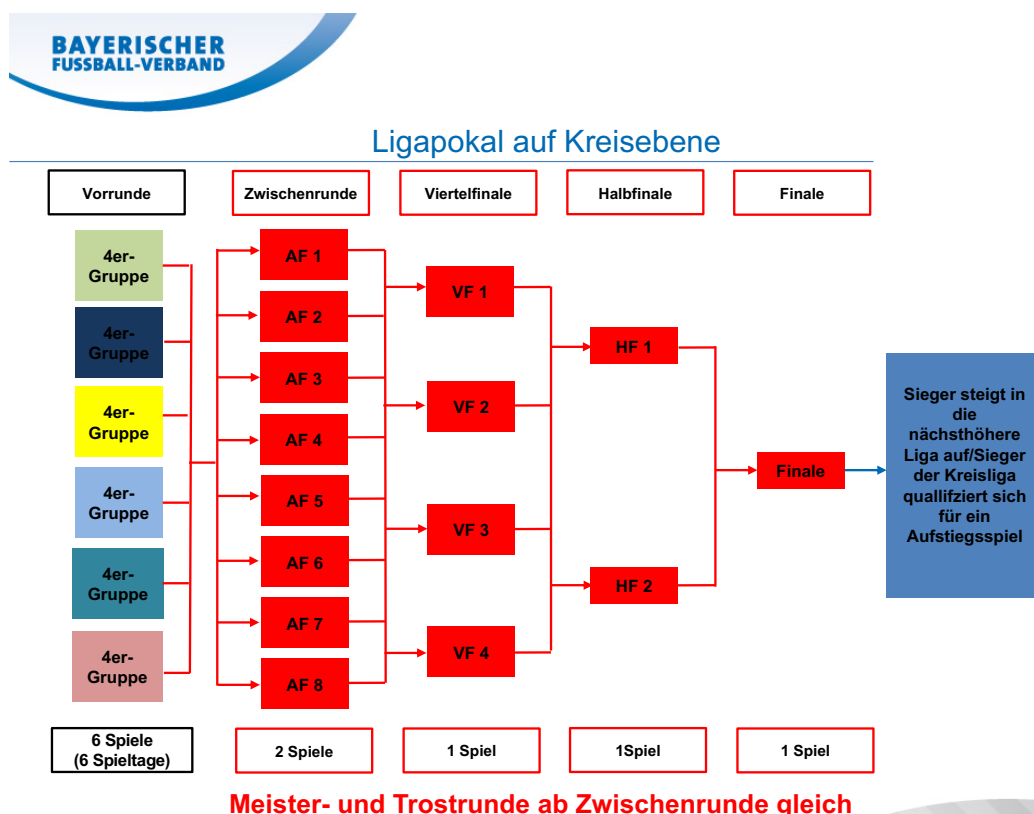 BAYERISCHER
FUSSBALL-VERBAND
Ligapokal auf Kreisebene
Vorrunde
Zwischenrunde
Viertelfinale
Halbfinale
Finale
4er-
Gruppe
4er-
Gruppe
4er-
Gruppe
4er-
Gruppe
4er-
Gruppe
4er-
Gruppe
AF 1
AF 2
AF 3
AF 4
AF 5
AF 6
AF 7
AF 8
VF 1
VF 2
VF 3
VF 4
HF 1
HF 2
Finale
Sieger steigt in
die
nächsthöhere
Liga auf/Sieger
der Kreisliga
quallifziert sich
für ein
Aufstiegsspiel
6 Spiele
(6 Spieltage)
2 Spiele
1 Spiel
1Spiel
1 Spiel
Meister- und Trostrunde ab Zwischenrunde gleich